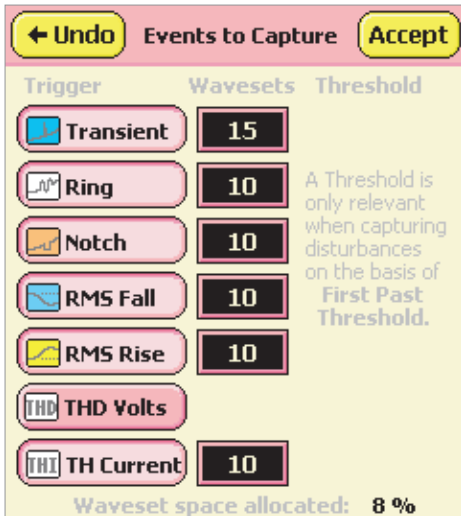 Undo Events to Capture Accept
Trigger Wavesets Threshold
Transient 15
Ring 10
A Threshold is
only relevant
Notch 10
when capturing
disturbances
on the basis of
RMS Fall 10
First Past
Threshold.
RMS Rise 10
THD THD Volts
THI TH Current 10
Waveset space allocated: 8 %